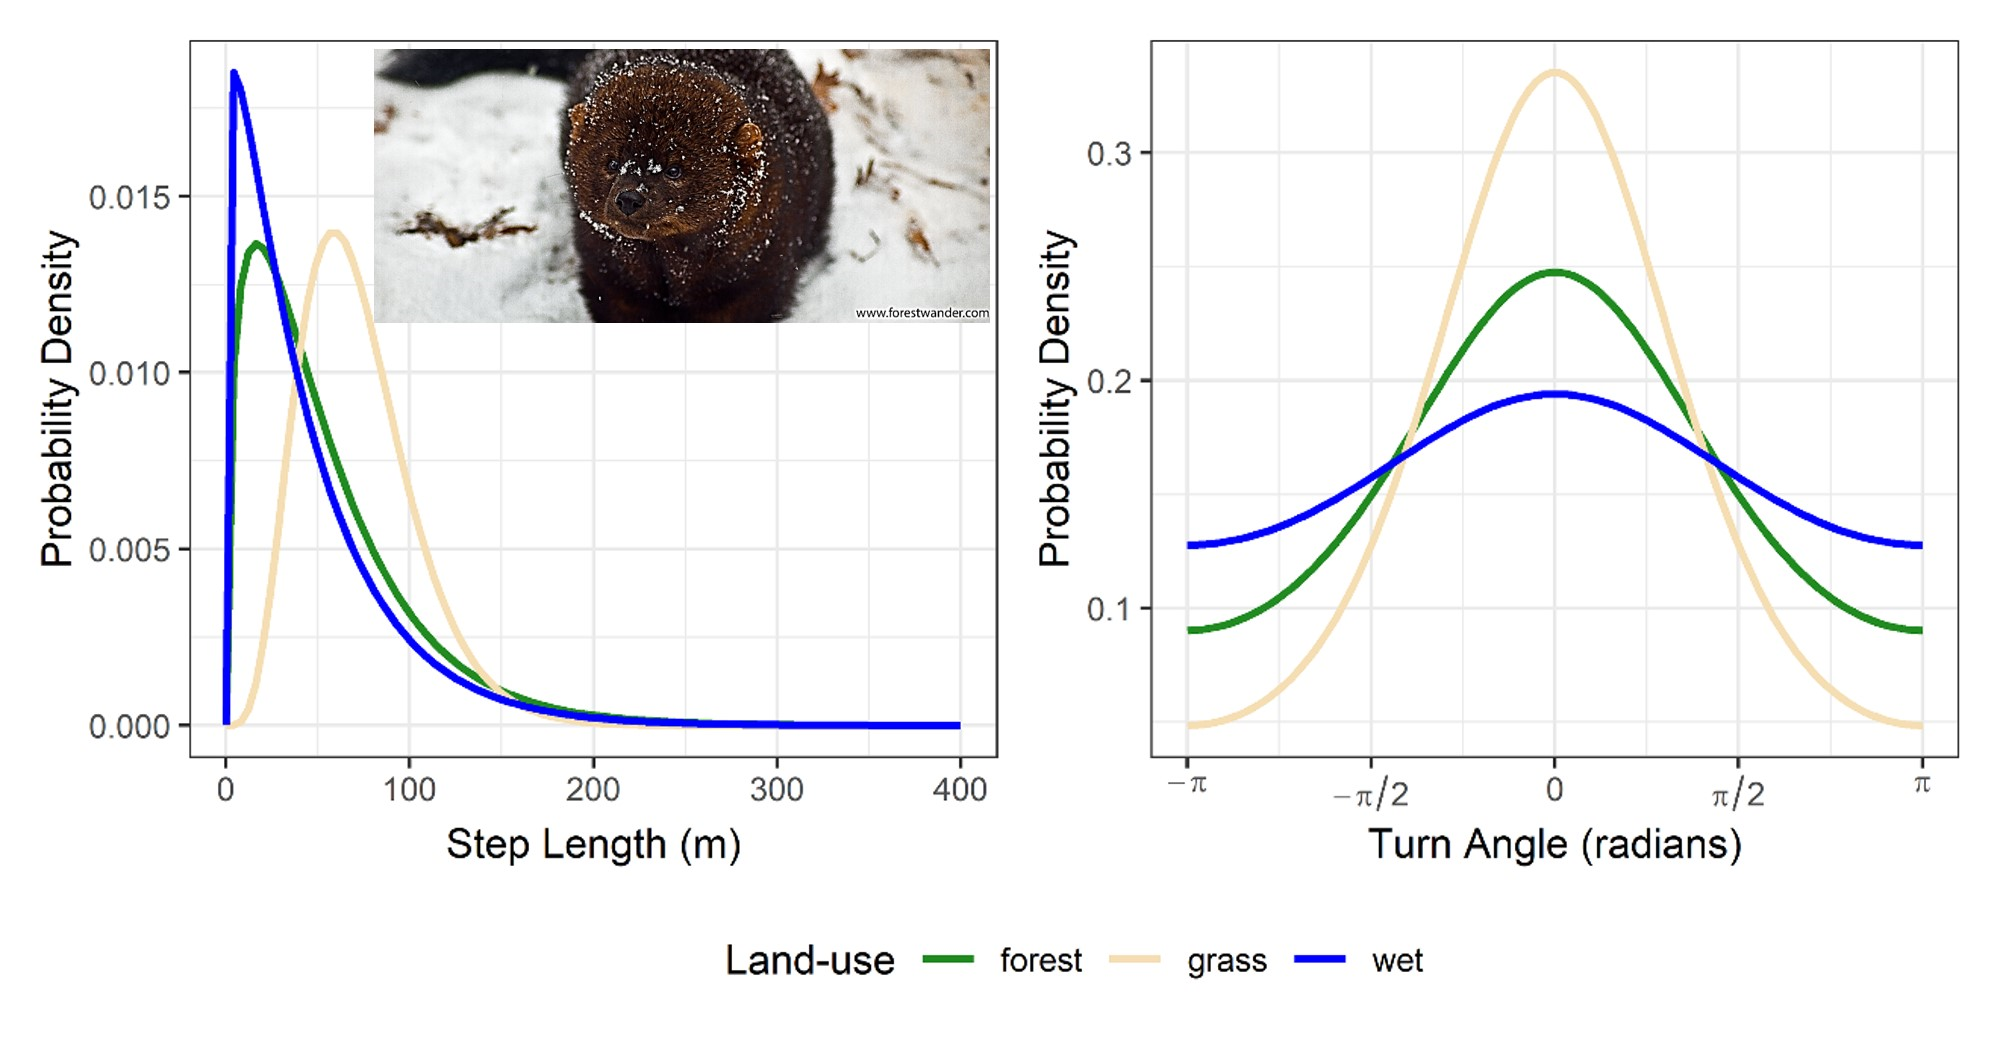 Probability Density
0.015
0.010
0.005
0.000
0 100 200 300 400
Step Length (m)
www.forestwander.com
Probability Density
0.3
0.2
0.1
−π −π/2 0 π/2 π
Turn Angle (radians)
Land-use forest grass wet